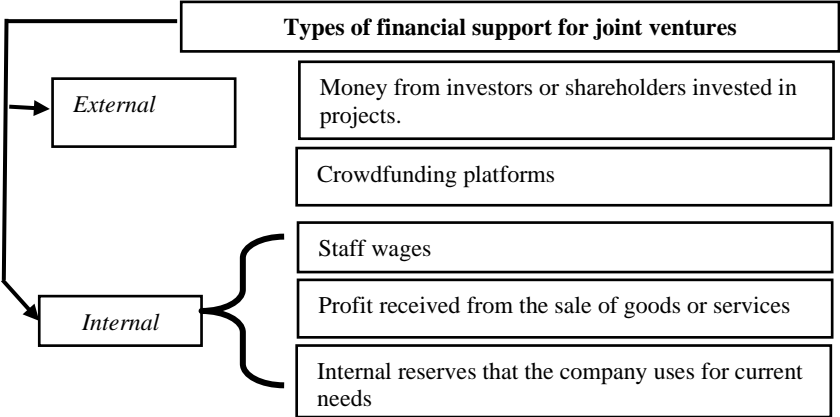 Types of financial support for joint ventures
External
Money from investors or shareholders invested in
projects.
Crowdfunding platforms
Staff wages
Profit received from the sale of goods or services
Internal
Internal reserves that the company uses for current
needs